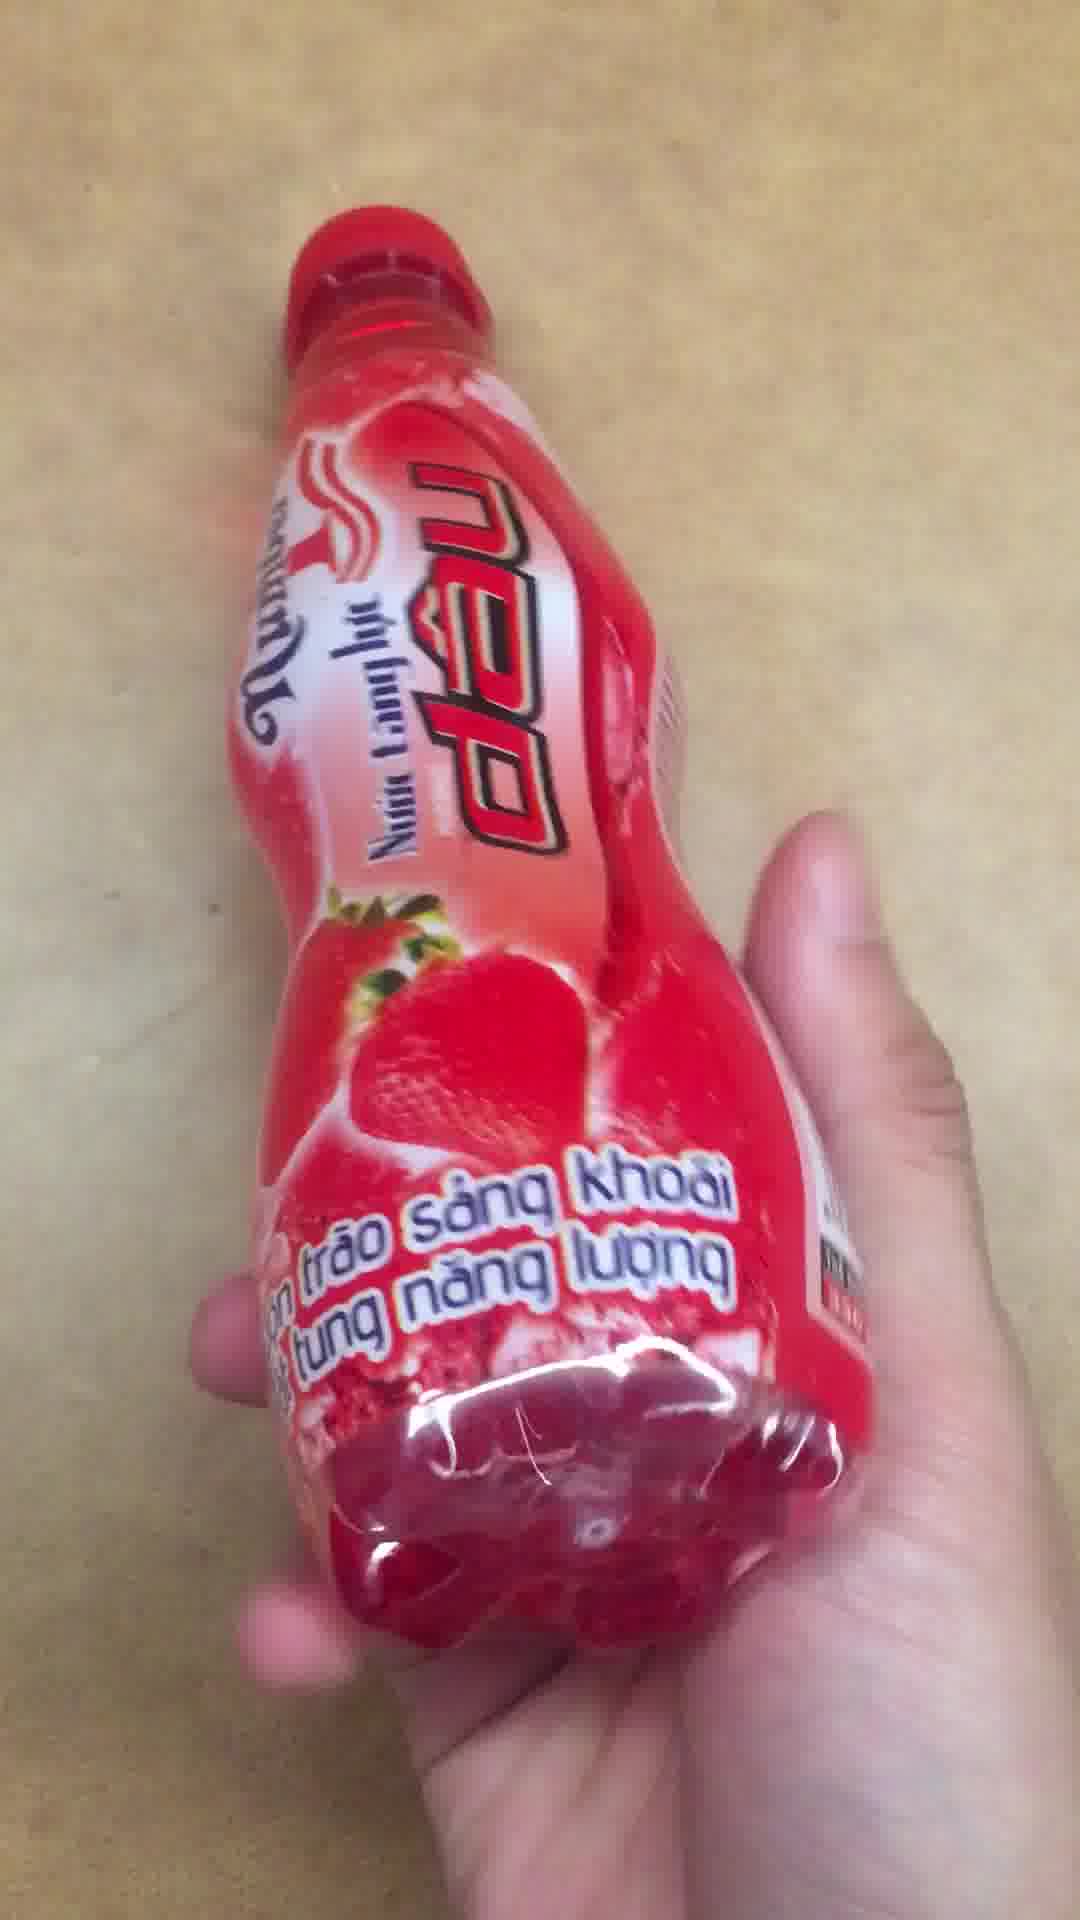 Number 1
Nước tăng lực
dâu
trào sảng khoái
tung năng lượng